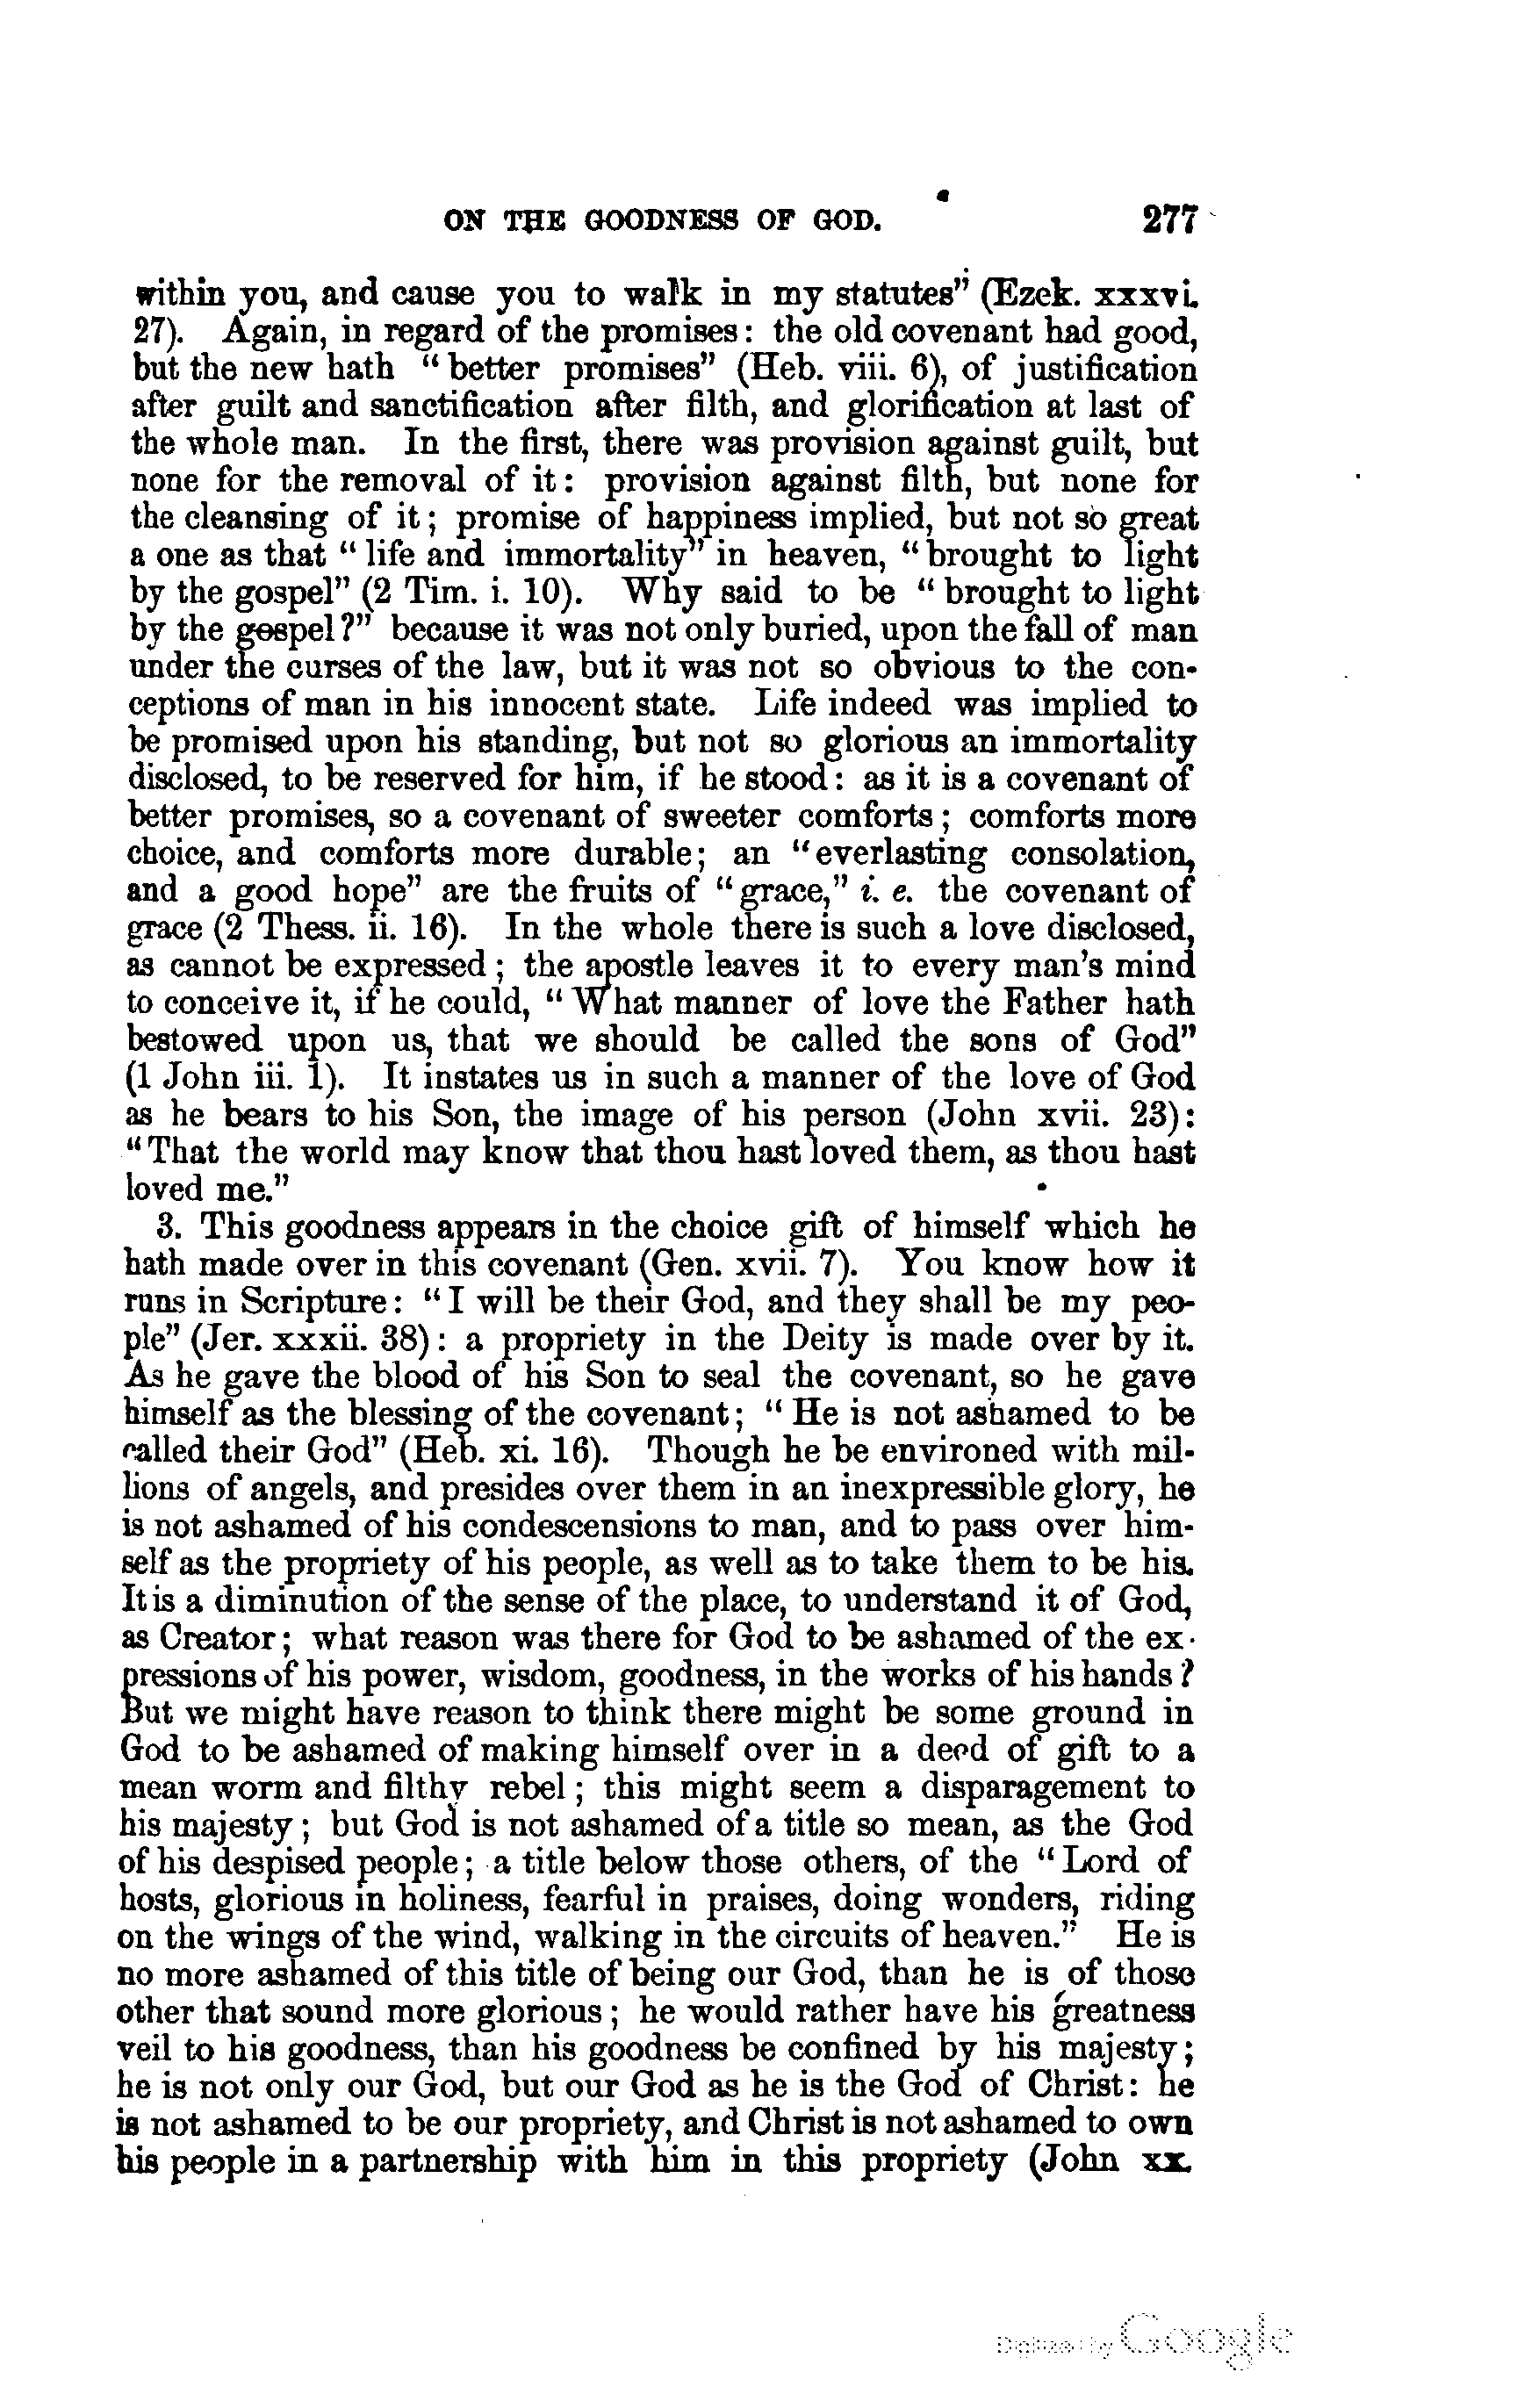 ON THE GOODNESS OF GOD. 277
within you, and cause you to walk in my statutes” (Ezek. xxxvi.
27). Again, in regard of the promises: the old covenant had good,
but the new hath “better promises” (Heb. viii. 6), of justification
after guilt and sanctification after filth, and glorification at last of
the whole man. In the first, there was provision against guilt, but
none for the removal of it: provision against filth, but none for
the cleansing of it; promise of happiness implied, but not so great
a one as that “life and immortality” in heaven, “brought to light
by the gospel” (2 Tim. i. 10). Why said to be “brought to light
by the gospel?” because it was not only buried, upon the fall of man
under the curses of the law, but it was not so obvious to the con-
ceptions of man in his innocent state. Life indeed was implied to
be promised upon his standing, but not so glorious an immortality
disclosed, to be reserved for him, if he stood: as it is a covenant of
better promises, so a covenant of sweeter comforts; comforts more
choice, and comforts more durable; an “everlasting consolation,
and a good hope” are the fruits of “grace,” i. e. the covenant of
grace (2 Thess. ii. 16). In the whole there is such a love disclosed,
as cannot be expressed; the apostle leaves it to every man’s mind
to conceive it, if he could, “What manner of love the Father hath
bestowed upon us, that we should be called the sons of God”
(1 John iii. 1). It instates us in such a manner of the love of God
as he bears to his Son, the image of his person (John xvii. 23):
“That the world may know that thou hast loved them, as thou hast
loved me.”
3. This goodness appears in the choice gift of himself which he
hath made over in this covenant (Gen. xvii. 7). You know how it
runs in Scripture: “I will be their God, and they shall be my peo-
ple” (Jer. xxxii. 38): a propriety in the Deity is made over by it.
As he gave the blood of his Son to seal the covenant, so he gave
himself as the blessing of the covenant; “He is not ashamed to be
called their God” (Heb. xi. 16). Though he be environed with mil-
lions of angels, and presides over them in an inexpressible glory, he
is not ashamed of his condescensions to man, and to pass over him-
self as the propriety of his people, as well as to take them to be his.
It is a diminution of the sense of the place, to understand it of God,
as Creator; what reason was there for God to be ashamed of the ex-
pressions of his power, wisdom, goodness, in the works of his hands?
But we might have reason to think there might be some ground in
God to be ashamed of making himself over in a deed of gift to a
mean worm and filthy rebel; this might seem a disparagement to
his majesty; but God is not ashamed of a title so mean, as the God
of his despised people; a title below those others, of the “Lord of
hosts, glorious in holiness, fearful in praises, doing wonders, riding
on the wings of the wind, walking in the circuits of heaven.” He is
no more ashamed of this title of being our God, than he is of those
other that sound more glorious; he would rather have his greatness
veil to his goodness, than his goodness be confined by his majesty;
he is not only our God, but our God as he is the God of Christ: he
is not ashamed to be our propriety, and Christ is not ashamed to own
his people in a partnership with him in this propriety (John xx.
Digitized by Google